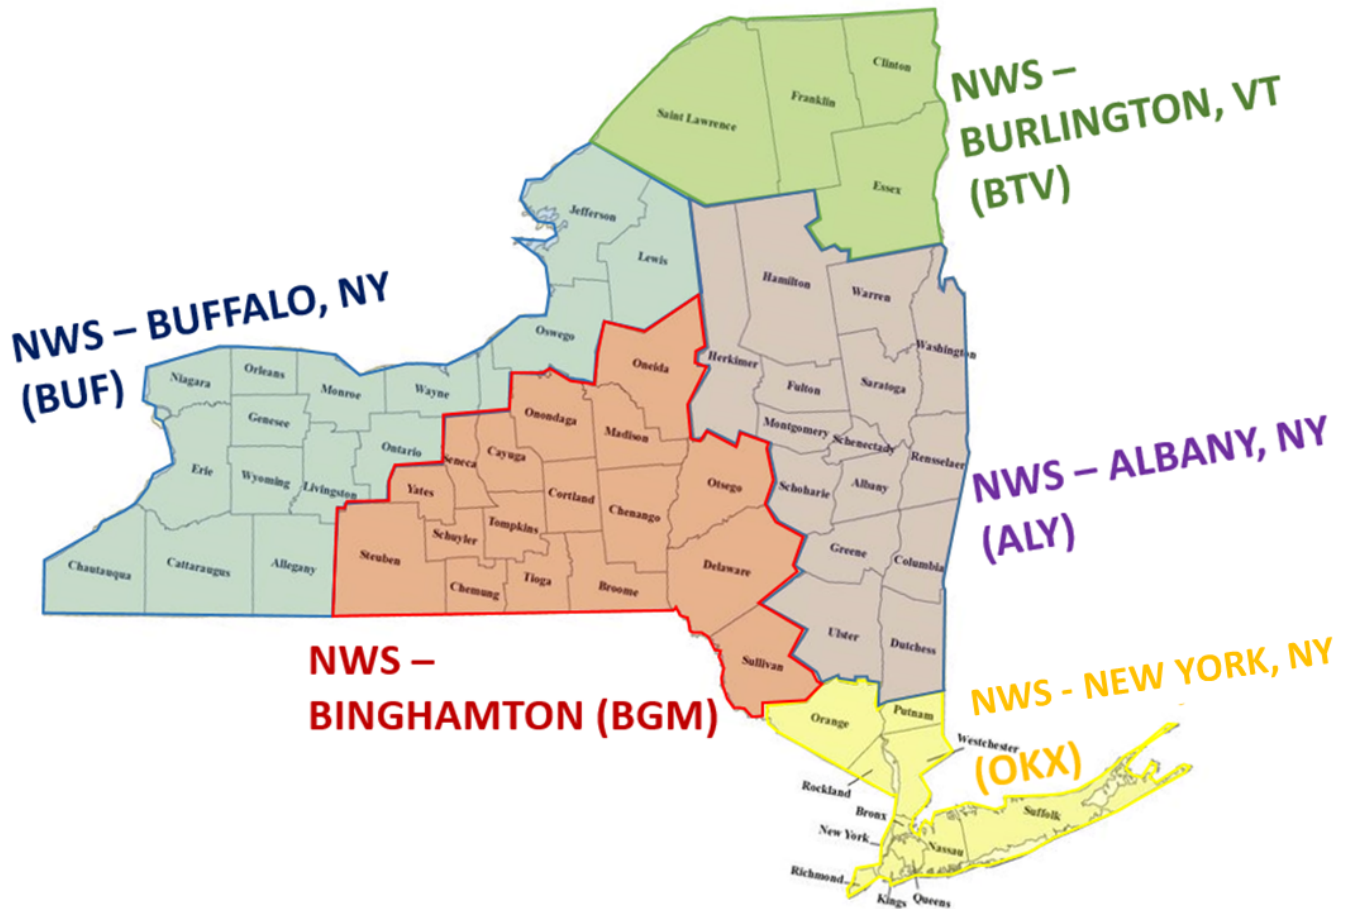 Clinton
NWS –
BURLINGTON, VT
(BTV)
Franklin
Saint Lawrence
Essex
Jefferson
Lewis
Hamilton
Warren
NWS – BUFFALO, NY
(BUF)
Oswego
Oneida
Herkimer
Washington
Niagara
Orleans
Monroe
Wayne
Fulton
Saratoga
Genesee
Onondaga
Madison
Montgomery
Schenectady
Ontario
Seneca
Cayuga
Rensselaer
NWS – ALBANY, NY
(ALY)
Erie
Wyoming
Livingston
Yates
Cortland
Otsego
Schoharie
Albany
Chenango
Tompkins
Schuyler
Steuben
Greene
Columbia
Chautauqua
Cattaraugus
Allegany
Chemung
Tioga
Broome
Delaware
Ulster
Dutchess
Sullivan
NWS –
BINGHAMTON (BGM)
NWS - NEW YORK, NY
(OKX)
Orange
Putnam
Westchester
Rockland
Bronx
New York
Suffolk
Nassau
Richmond
Kings
Queens